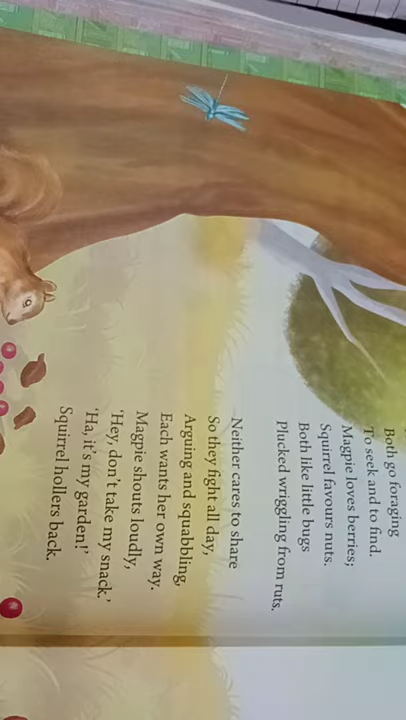 Both go foraging
To seek and to find.
Magpie loves berries;
Squirrel favours nuts.
Both like little bugs
Plucked wriggling from ruts.
Neither cares to share
So they fight all day,
Arguing and squabbling,
Each wants her own way.
Magpie shouts loudly,
'Hey, don't take my snack.'
'Ha, it's my garden!'
Squirrel hollers back.